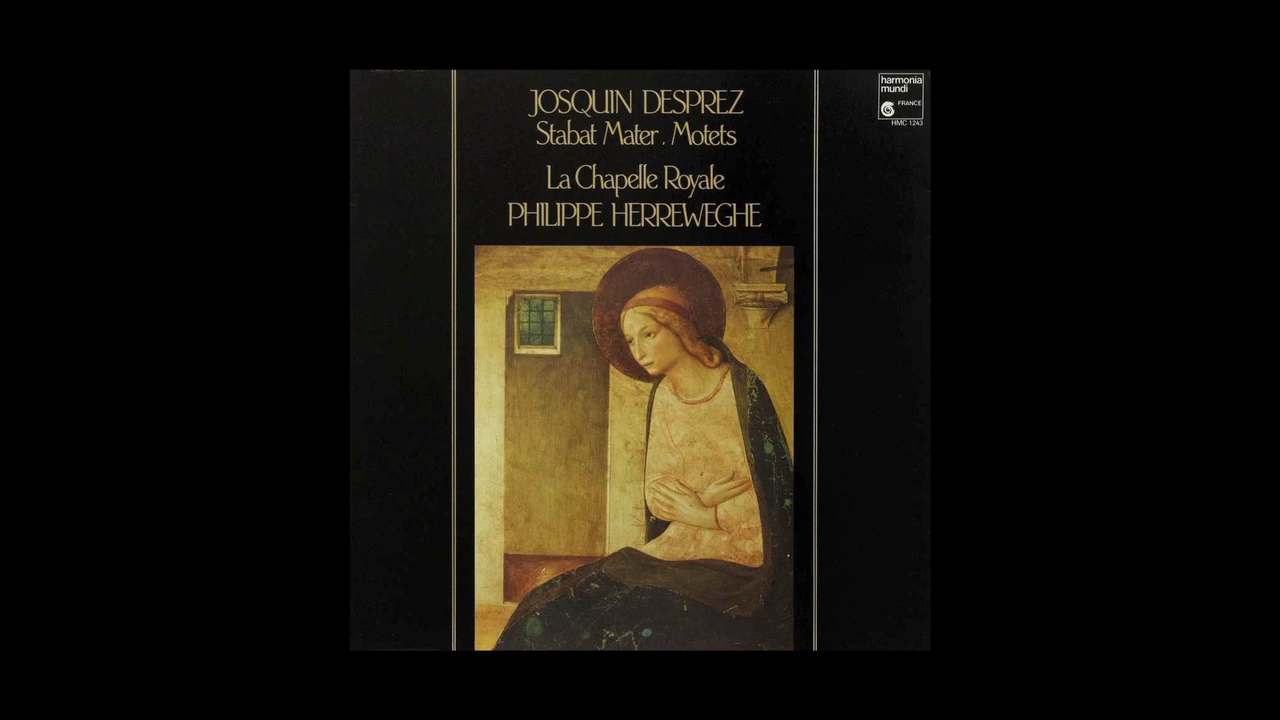 JOSQUIN DESPREZ
Stabat Mater . Motets
La Chapelle Royale
PHILIPPE HERREWEGHE
harmonia
mundi
FRANCE
HMC 1243